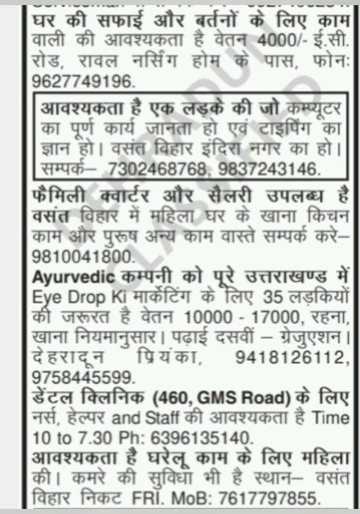 घर की सफाई और बर्तनों के लिए काम
वाली की आवश्यकता है वेतन 4000/- ई.सी.
रोड, रावल नर्सिंग होम के पास, फोनः
9627749196.
आवश्यकता है एक लड़के की जो कम्प्यूटर
का पूर्ण कार्य जानता हो एवं टाइपिंग का
ज्ञान हो। वसंत विहार इंदिरा नगर का हो।
सम्पर्क– 7302468768, 9837243146.
फैमिली क्वार्टर और सैलरी उपलब्ध है
वसंत विहार में महिला घर के खाना किचन
काम और पुरूष अन्य काम वास्ते सम्पर्क करे–
9810041800.
Ayurvedic कम्पनी को पूरे उत्तराखण्ड में
Eye Drop Ki मार्केटिंग के लिए 35 लड़कियों
की जरूरत है वेतन 10000 - 17000, रहना,
खाना नियमानुसार। पढ़ाई दसवीं – ग्रेजुएशन।
देहरादून प्रियंका, 9418126112,
9758445599.
डेंटल क्लिनिक (460, GMS Road) के लिए
नर्स, हेल्पर and Staff की आवश्यकता है Time
10 to 7.30 Ph: 6396135140.
आवश्यकता है घरेलू काम के लिए महिला
की। कमरे की सुविधा भी है स्थान– वसंत
विहार निकट FRI. MoB: 7617797855.
DEHRADUN
CLASSIFIED